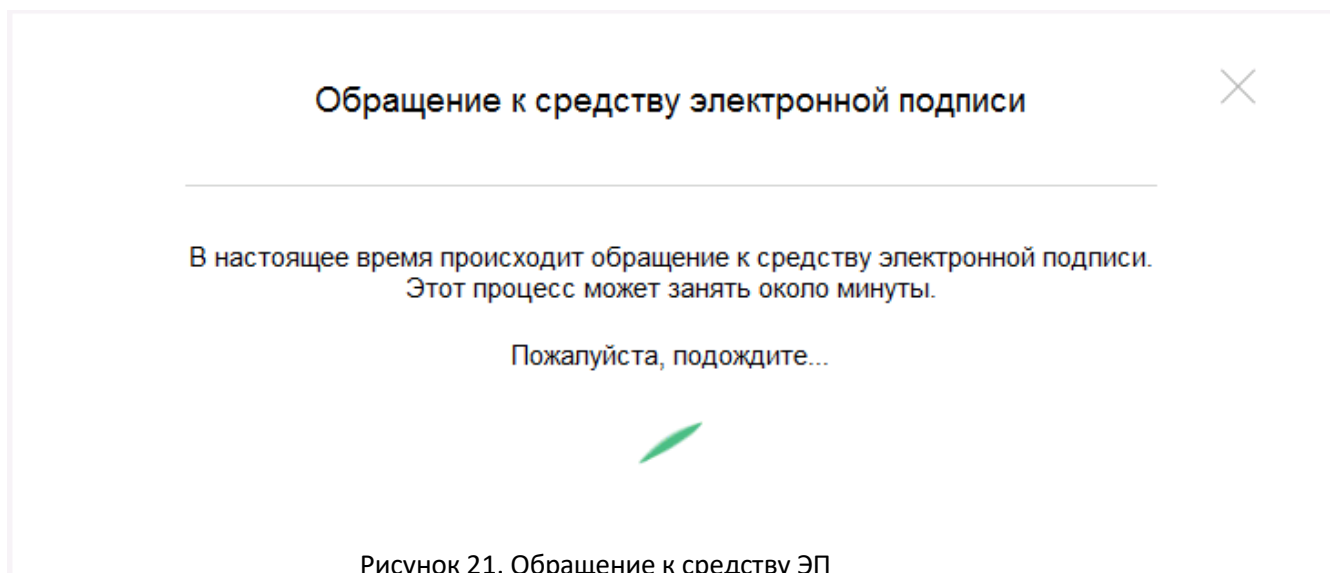 Обращение к средству электронной подписи
В настоящее время происходит обращение к средству электронной подписи.
Этот процесс может занять около минуты.
Пожалуйста, подождите...
Рисунок 21. Обращение к средству ЭП